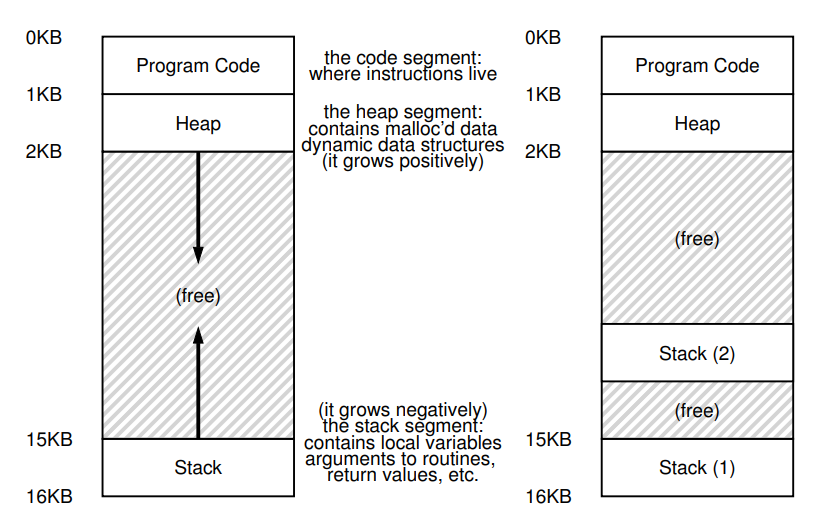 0KB
Program Code
1KB
Heap
2KB
(free)
15KB
Stack
16KB
the code segment:
where instructions live
the heap segment:
contains malloc'd data
dynamic data structures
(it grows positively)
(it grows negatively)
the stack segment:
contains local variables
arguments to routines,
return values, etc.
0KB
Program Code
1KB
Heap
2KB
(free)
Stack (2)
(free)
15KB
Stack (1)
16KB